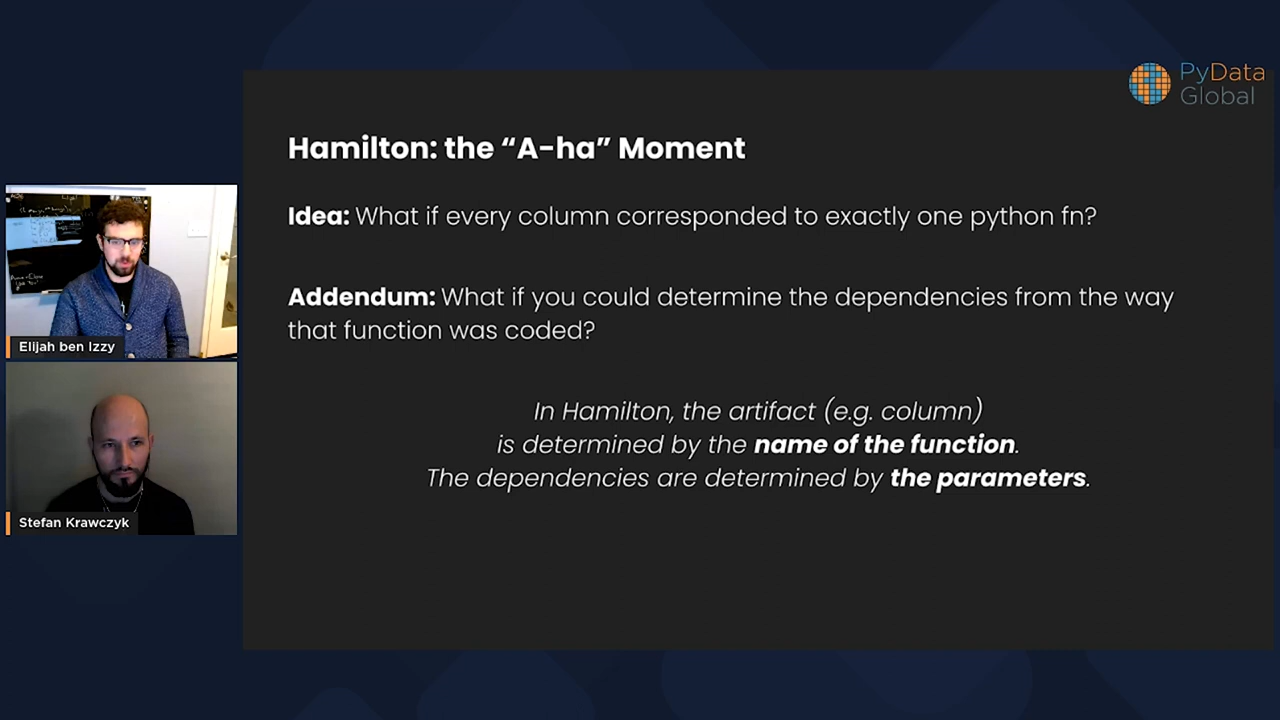 PyData
Global
Hamilton: the “A-ha” Moment
Idea: What if every column corresponded to exactly one python fn?
Addendum: What if you could determine the dependencies from the way
that function was coded?
In Hamilton, the artifact (e.g. column)
is determined by the name of the function.
The dependencies are determined by the parameters.
Elijah ben Izzy
Stefan Krawczyk